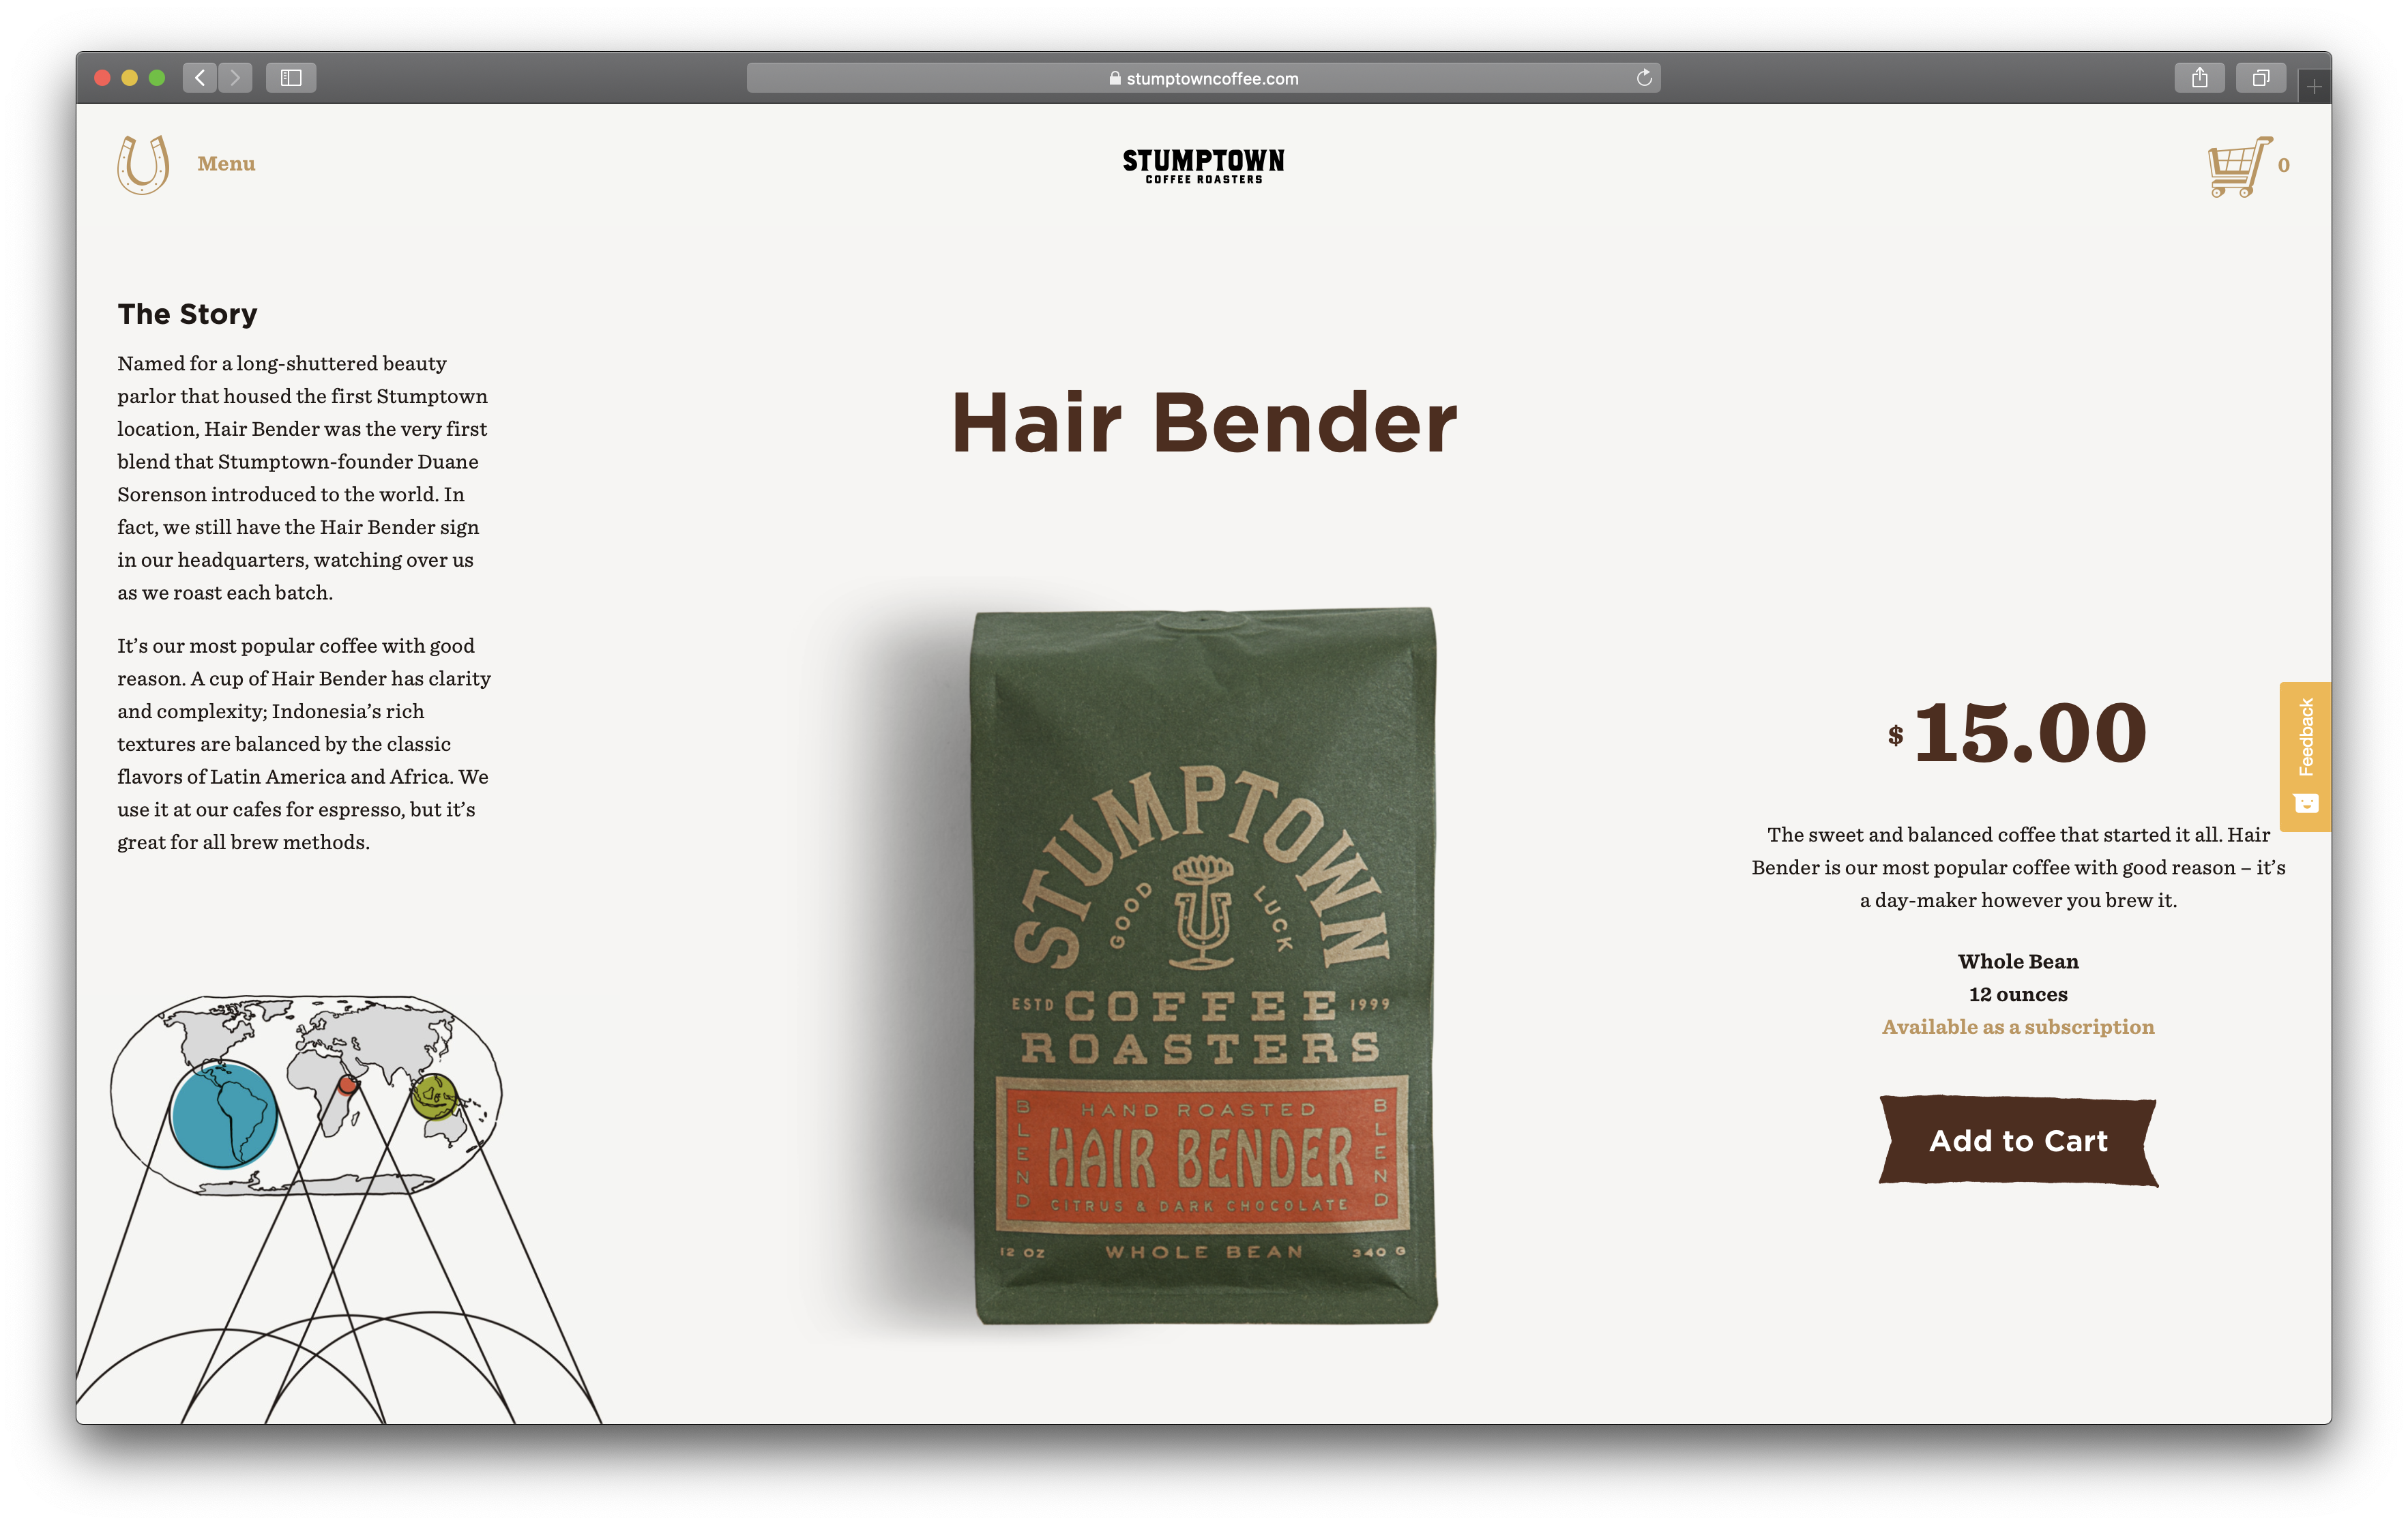 stumptowncoffee.com
Menu
STUMPTOWN
COFFEE ROASTERS
0
The Story
Named for a long-shuttered beauty
parlor that housed the first Stumptown
location, Hair Bender was the very first
blend that Stumptown-founder Duane
Sorenson introduced to the world. In
fact, we still have the Hair Bender sign
in our headquarters, watching over us
as we roast each batch.
It’s our most popular coffee with good
reason. A cup of Hair Bender has clarity
and complexity; Indonesia’s rich
textures are balanced by the classic
flavors of Latin America and Africa. We
use it at our cafes for espresso, but it’s
great for all brew methods.
Hair Bender
STUMPTOWN
GOOD LUCK
ESTD COFFEE 1999
ROASTERS
HAND ROASTED
BLEND HAIR BENDER BLEND
CITRUS & DARK CHOCOLATE
12 OZ WHOLE BEAN 340 G
$ 15.00
The sweet and balanced coffee that started it all. Hair
Bender is our most popular coffee with good reason – it’s
a day-maker however you brew it.
Whole Bean
12 ounces
Available as a subscription
Add to Cart
Feedback